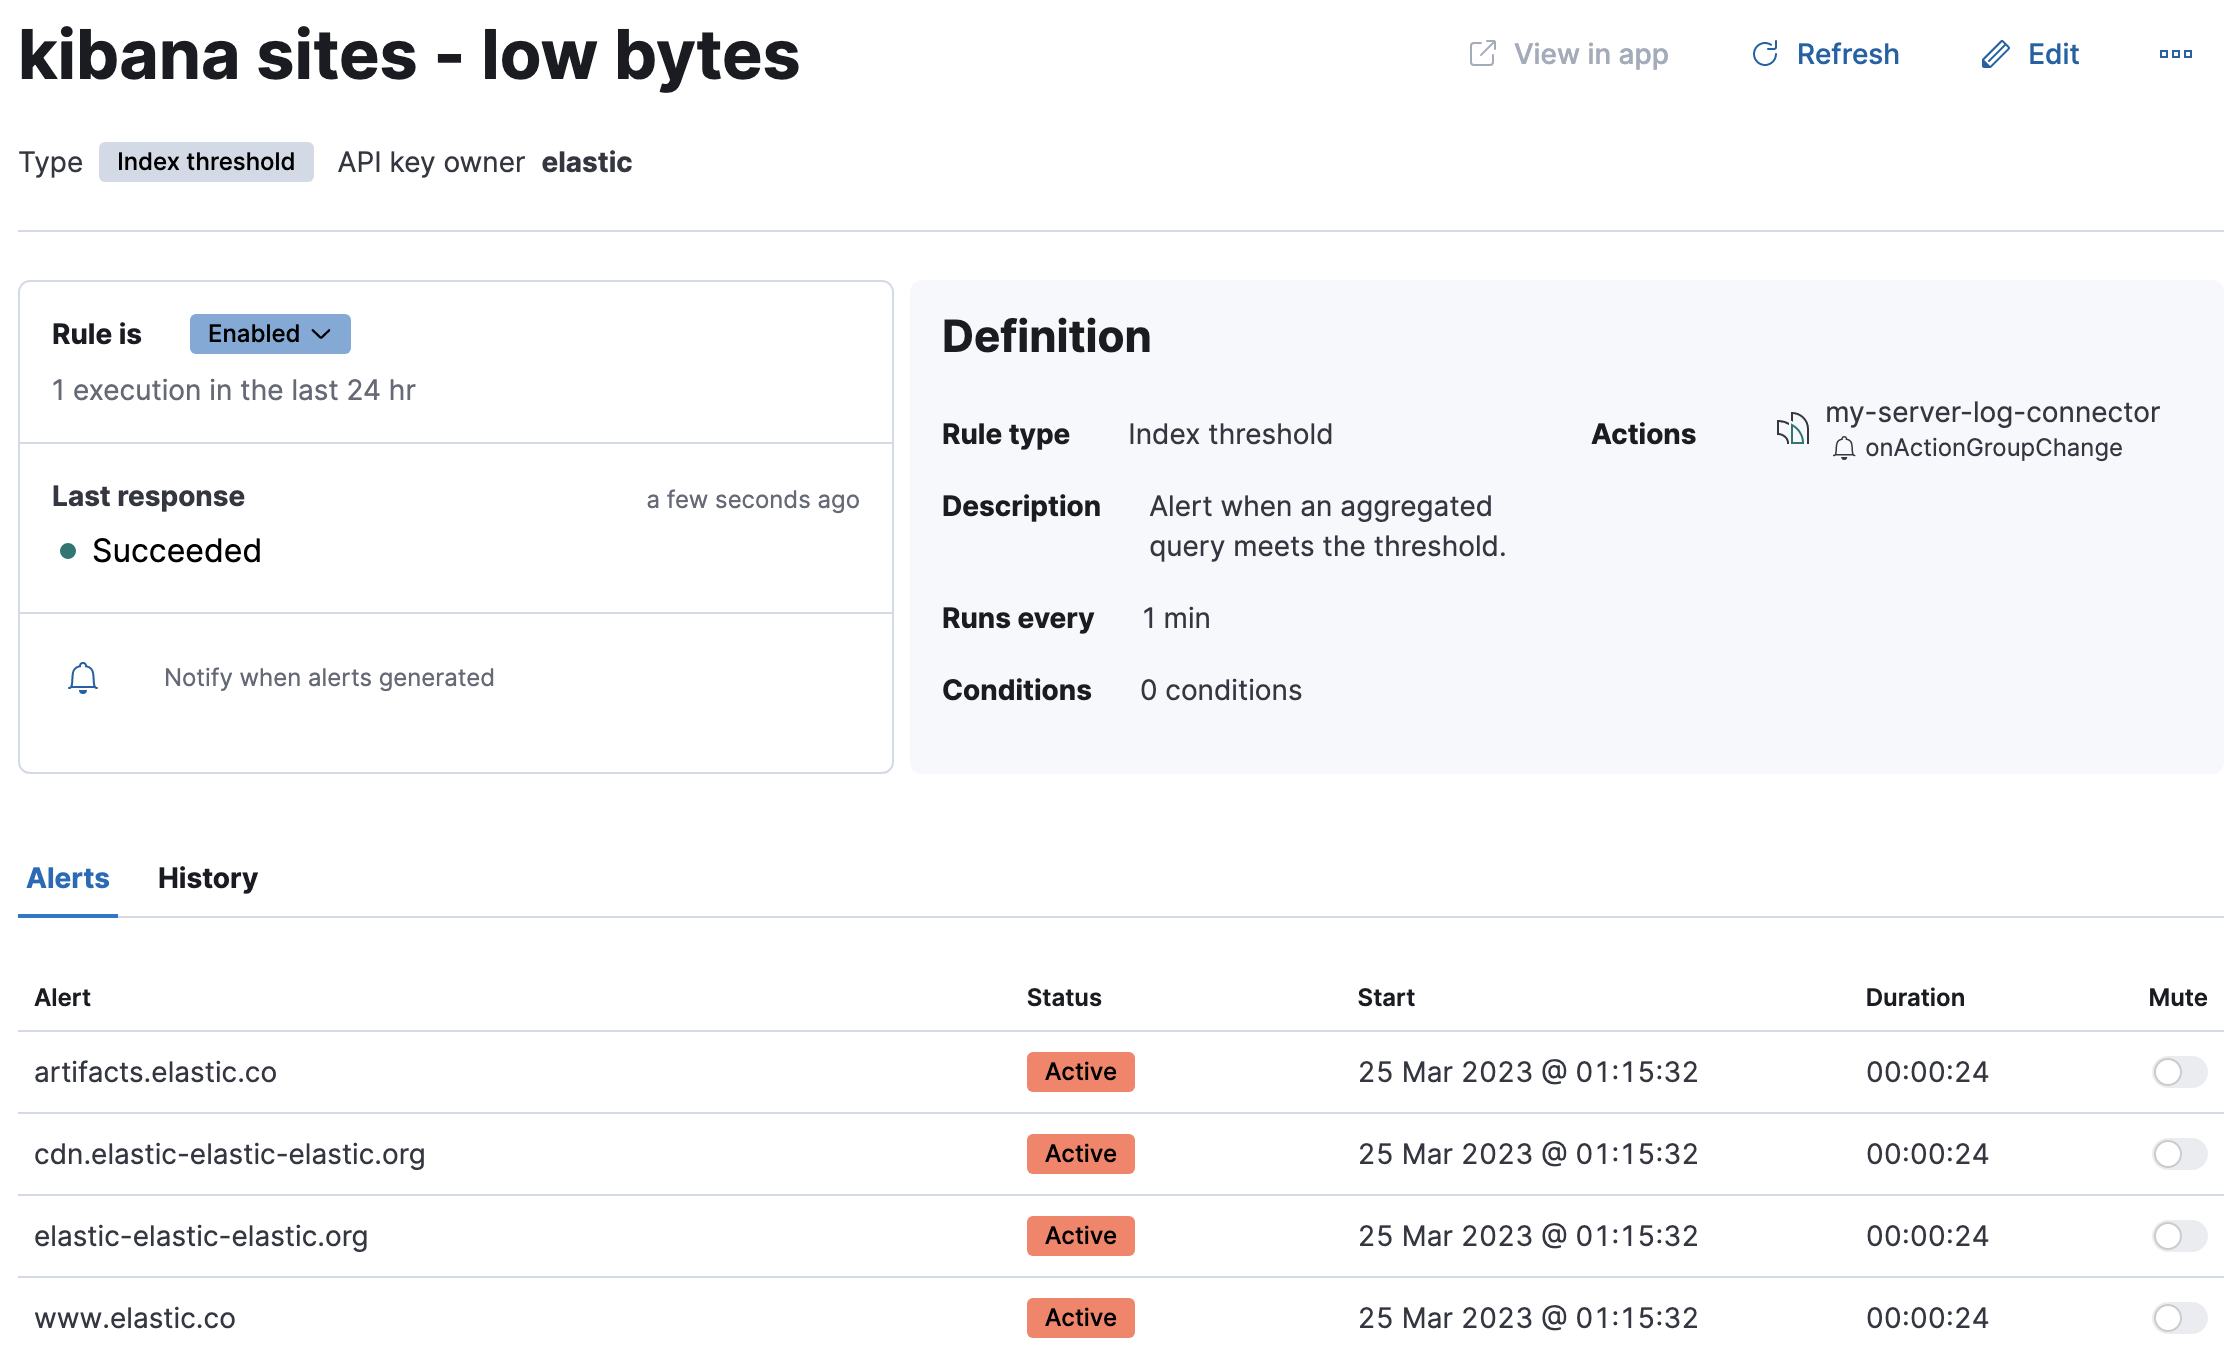 kibana sites - low bytes
View in app Refresh Edit
Type Index threshold API key owner elastic
Rule is Enabled
1 execution in the last 24 hr
Last response a few seconds ago
Succeeded
Notify when alerts generated
Definition
Rule type Index threshold
Description Alert when an aggregated
query meets the threshold.
Runs every 1 min
Conditions 0 conditions
Actions my-server-log-connector
onActionGroupChange
Alerts History
Alert Status Start Duration Mute
artifacts.elastic.co Active 25 Mar 2023 @ 01:15:32 00:00:24
cdn.elastic-elastic-elastic.org Active 25 Mar 2023 @ 01:15:32 00:00:24
elastic-elastic-elastic.org Active 25 Mar 2023 @ 01:15:32 00:00:24
www.elastic.co Active 25 Mar 2023 @ 01:15:32 00:00:24